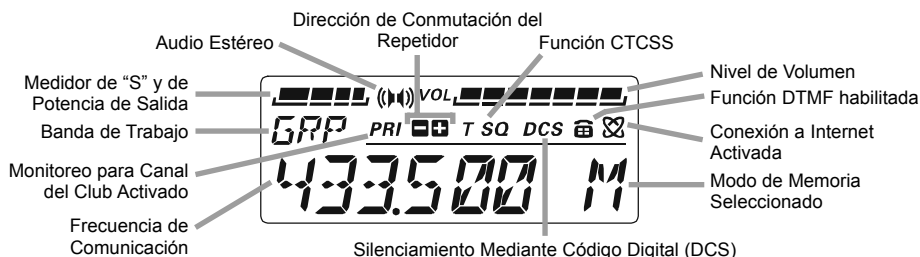 Dirección de Conmutación del
Repetidor
Audio Estéreo
Función CTCSS
Medidor de “S” y de
Potencia de Salida
Nivel de Volumen
Función DTMF habilitada
Banda de Trabajo
Conexión a Internet
Activada
Monitoreo para Canal
del Club Activado
Modo de Memoria
Seleccionado
Frecuencia de
Comunicación
Silenciamiento Mediante Código Digital (DCS)
VOL
GRP PRI T SQ DCS
433.500 M